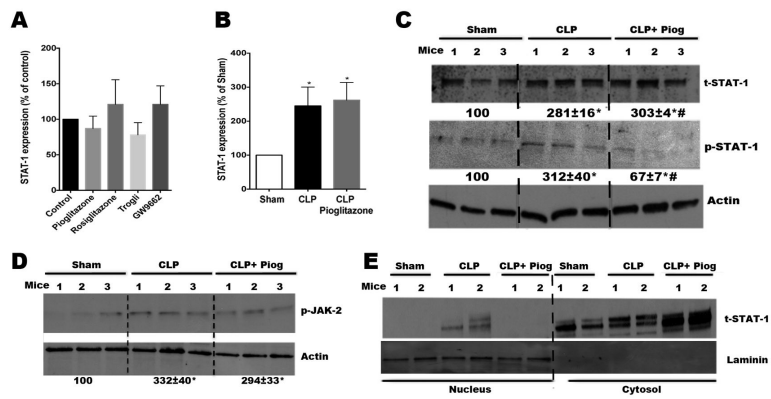 A
STAT-1 expression (% of control)
200
150
100
50
0
Control
Pioglitazone
Rosiglitazone
Trogli
GW9662
B
STAT-1 expression (% of Sham)
400
300
200
100
0
* *
Sham
CLP
CLP
Pioglitazone
C
Sham CLP CLP+ Piog
Mice 1 2 3 1 2 3 1 2 3
t-STAT-1
100 281±16* 303±4*#
p-STAT-1
100 312±40* 67±7*#
Actin
D
Sham CLP CLP+ Piog
Mice 1 2 3 1 2 3 1 2 3
p-JAK-2
Actin
100 332±40* 294±33*
E
Sham CLP CLP+ Piog Sham CLP CLP+ Piog
Mice 1 2 1 2 1 2 1 2 1 2 1 2
t-STAT-1
Laminin
Nucleus Cytosol